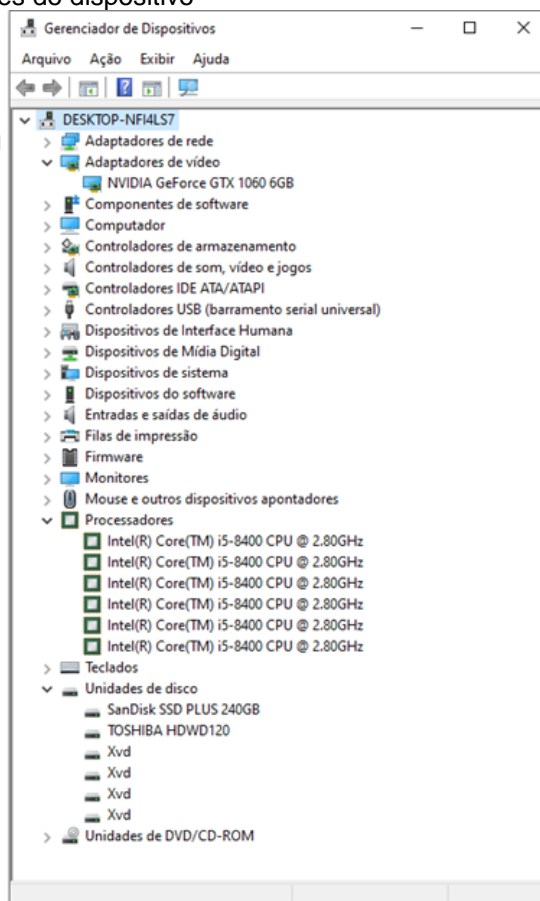 es do dispositivo
Gerenciador de Dispositivos
Arquivo Ação Exibir Ajuda
DESKTOP-NFI4LS7
Adaptadores de rede
Adaptadores de vídeo
NVIDIA GeForce GTX 1060 6GB
Componentes de software
Computador
Controladores de armazenamento
Controladores de som, vídeo e jogos
Controladores IDE ATA/ATAPI
Controladores USB (barramento serial universal)
Dispositivos de Interface Humana
Dispositivos de Mídia Digital
Dispositivos de sistema
Dispositivos do software
Entradas e saídas de áudio
Filas de impressão
Firmware
Monitores
Mouse e outros dispositivos apontadores
Processadores
Intel(R) Core(TM) i5-8400 CPU @ 2.80GHz
Intel(R) Core(TM) i5-8400 CPU @ 2.80GHz
Intel(R) Core(TM) i5-8400 CPU @ 2.80GHz
Intel(R) Core(TM) i5-8400 CPU @ 2.80GHz
Intel(R) Core(TM) i5-8400 CPU @ 2.80GHz
Intel(R) Core(TM) i5-8400 CPU @ 2.80GHz
Teclados
Unidades de disco
SanDisk SSD PLUS 240GB
TOSHIBA HDWD120
Xvd
Xvd
Xvd
Xvd
Unidades de DVD/CD-ROM